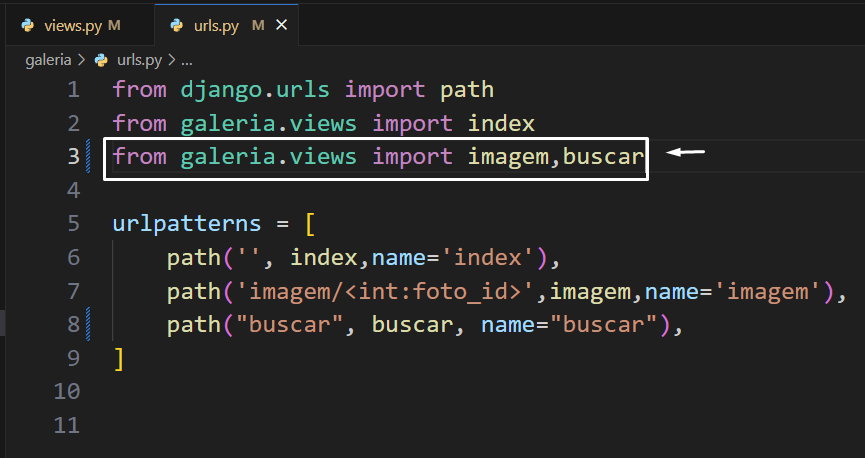 views.py M
urls.py M ×
galeria > urls.py > ...
1 from django.urls import path
2 from galeria.views import index
3 from galeria.views import imagem,buscar
4
5 urlpatterns = [
6     path('', index,name='index'),
7     path('imagem/<int:foto_id>',imagem,name='imagem'),
8     path("buscar", buscar, name="buscar"),
9 ]
10
11